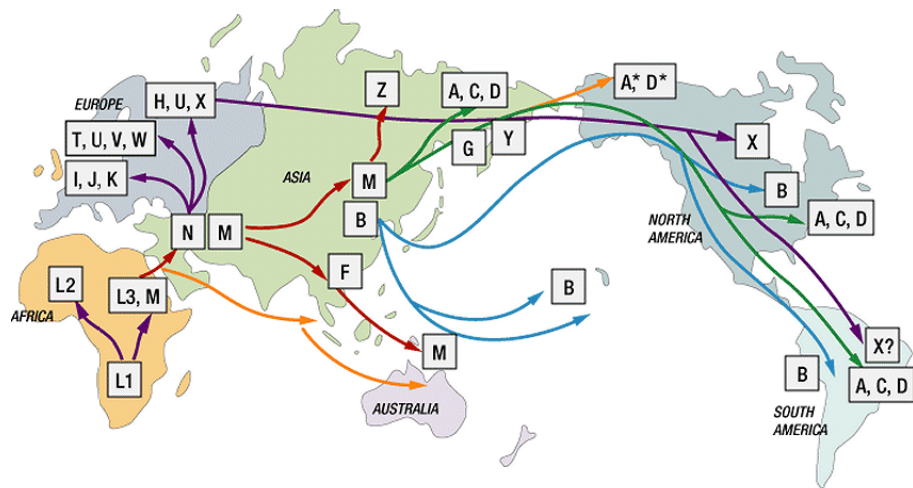 Z
A, C, D
A,* D*
EUROPE
H, U, X
T, U, V, W
I, J, K
G
Y
X
ASIA
M
B
B
N
M
NORTH
AMERICA
A, C, D
F
L2
L3, M
B
AFRICA
L1
M
X?
B
A, C, D
AUSTRALIA
SOUTH
AMERICA